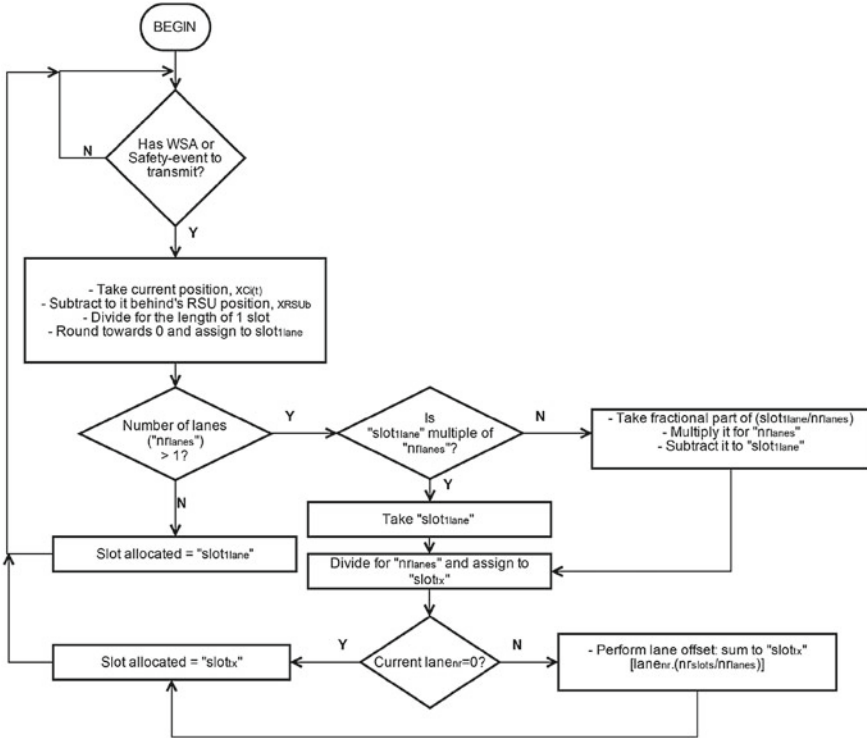 BEGIN
Has WSA or
Safety-event to
transmit?
N
Y
- Take current position, xCi(t)
- Subtract to it behind's RSU position, xRSUb
- Divide for the length of 1 slot
- Round towards 0 and assign to slot1lane
Number of lanes
("nrlanes")
> 1?
Y
N
Is
"slot1lane" multiple of
"nrlanes"?
N
Y
- Take fractional part of (slot1lane/nrlanes)
- Multiply it for "nrlanes"
- Subtract it to "slot1lane"
Take "slot1lane"
Slot allocated = "slot1lane"
Divide for "nrlanes" and assign to
"slottx"
Current lanenr=0?
Y
N
Slot allocated = "slottx"
- Perform lane offset: sum to "slottx"
[lanenr.(nrslots/nrlanes)]